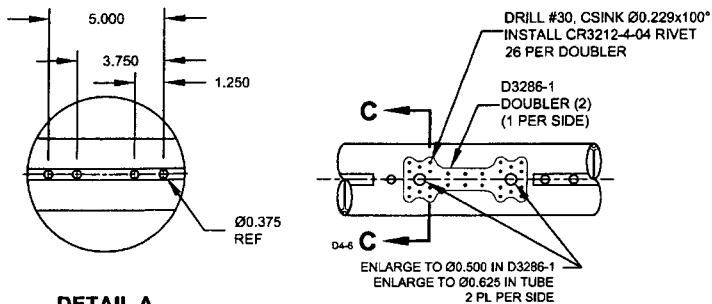 5.000
3.750
1.250
Ø0.375
REF
DETAIL A
DRILL #30, CSINK Ø0.229x100°
INSTALL CR3212-4-04 RIVET
26 PER DOUBLER
D3286-1
DOUBLER (2)
(1 PER SIDE)
C
D4-6 C
ENLARGE TO Ø0.500 IN D3286-1
ENLARGE TO Ø0.625 IN TUBE
2 PL PER SIDE